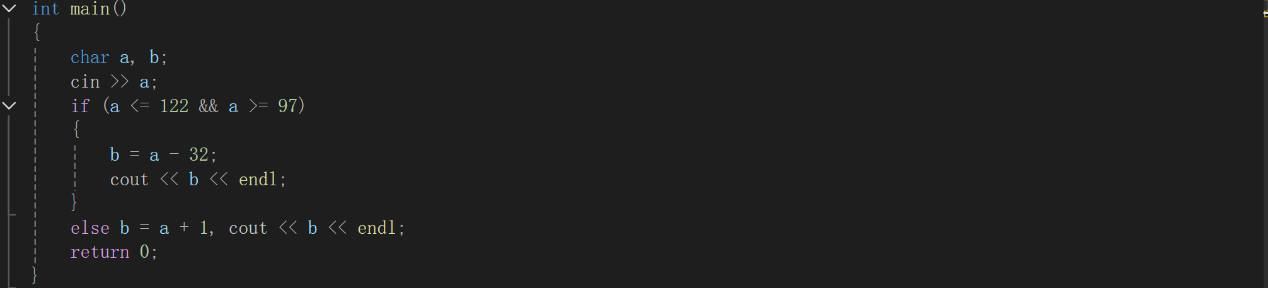 int main()
{
char a, b;
cin >> a;
if (a <= 122 && a >= 97)
{
b = a - 32;
cout << b << endl;
}
else b = a + 1, cout << b << endl;
return 0;
}